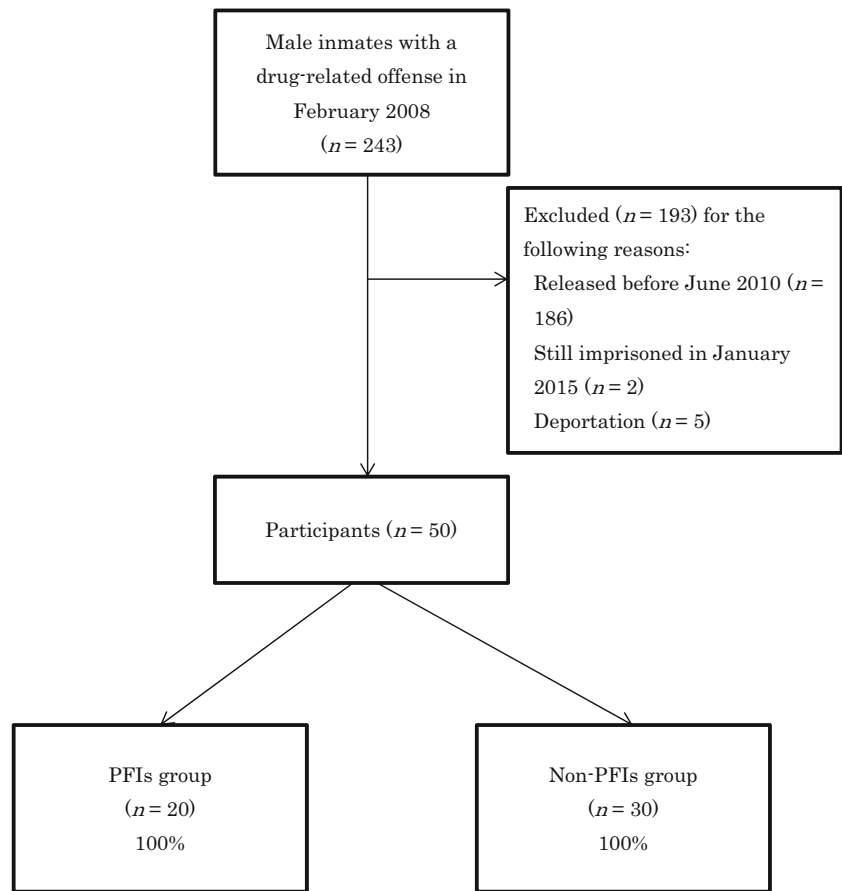 Male inmates with a
drug-related offense in
February 2008
(n = 243)
Excluded (n = 193) for the
following reasons:
Released before June 2010 (n =
186)
Still imprisoned in January
2015 (n = 2)
Deportation (n = 5)
Participants (n = 50)
PFIs group
(n = 20)
100%
Non-PFIs group
(n = 30)
100%